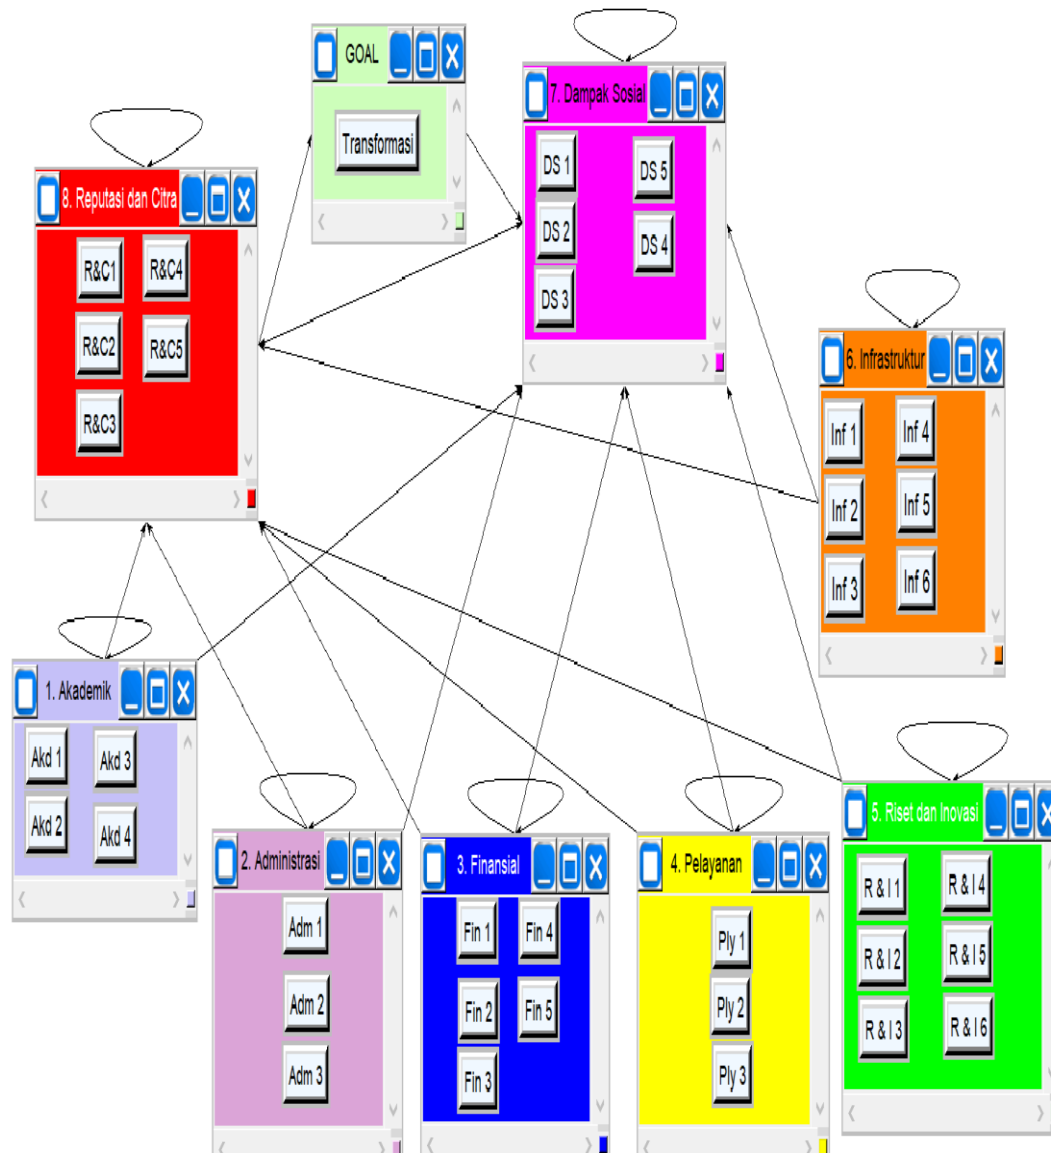 GOAL
Transformasi
7. Dampak Sosial
DS 1
DS 5
DS 2
DS 4
DS 3
8. Reputasi dan Citra
R&C1
R&C4
R&C2
R&C5
R&C3
6. Infrastruktur
Inf 1
Inf 4
Inf 2
Inf 5
Inf 3
Inf 6
1. Akademik
Akd 1
Akd 3
Akd 2
Akd 4
2. Administrasi
Adm 1
Adm 2
Adm 3
3. Finansial
Fin 1
Fin 4
Fin 2
Fin 5
Fin 3
4. Pelayanan
Ply 1
Ply 2
Ply 3
5. Riset dan Inovasi
R & I 1
R & I 4
R & I 2
R & I 5
R & I 3
R & I 6